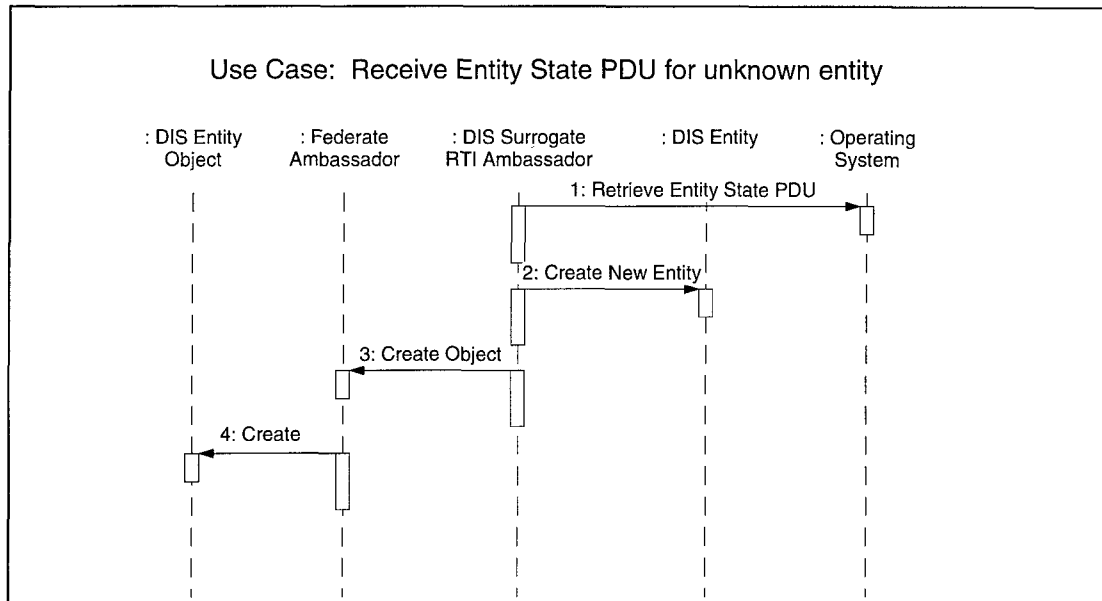 Use Case: Receive Entity State PDU for unknown entity
: DIS Entity
Object
: Federate
Ambassador
: DIS Surrogate
RTI Ambassador
: DIS Entity
: Operating
System
1: Retrieve Entity State PDU
2: Create New Entity
3: Create Object
4: Create